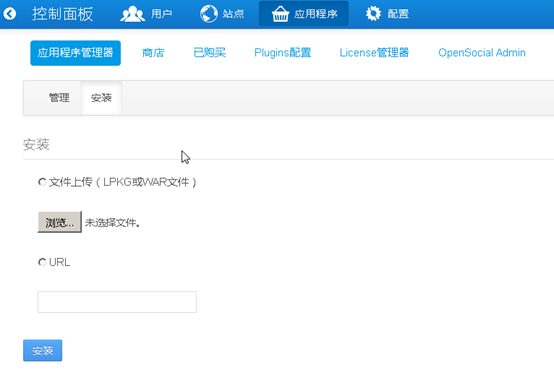 控制面板 用户 站点 应用程序 配置
应用程序管理器 商店 已购买 Plugins配置 License管理器 OpenSocial Admin
管理 安装
安装
文件上传（LPKG或WAR文件）
浏览... 未选择文件。
URL
安装